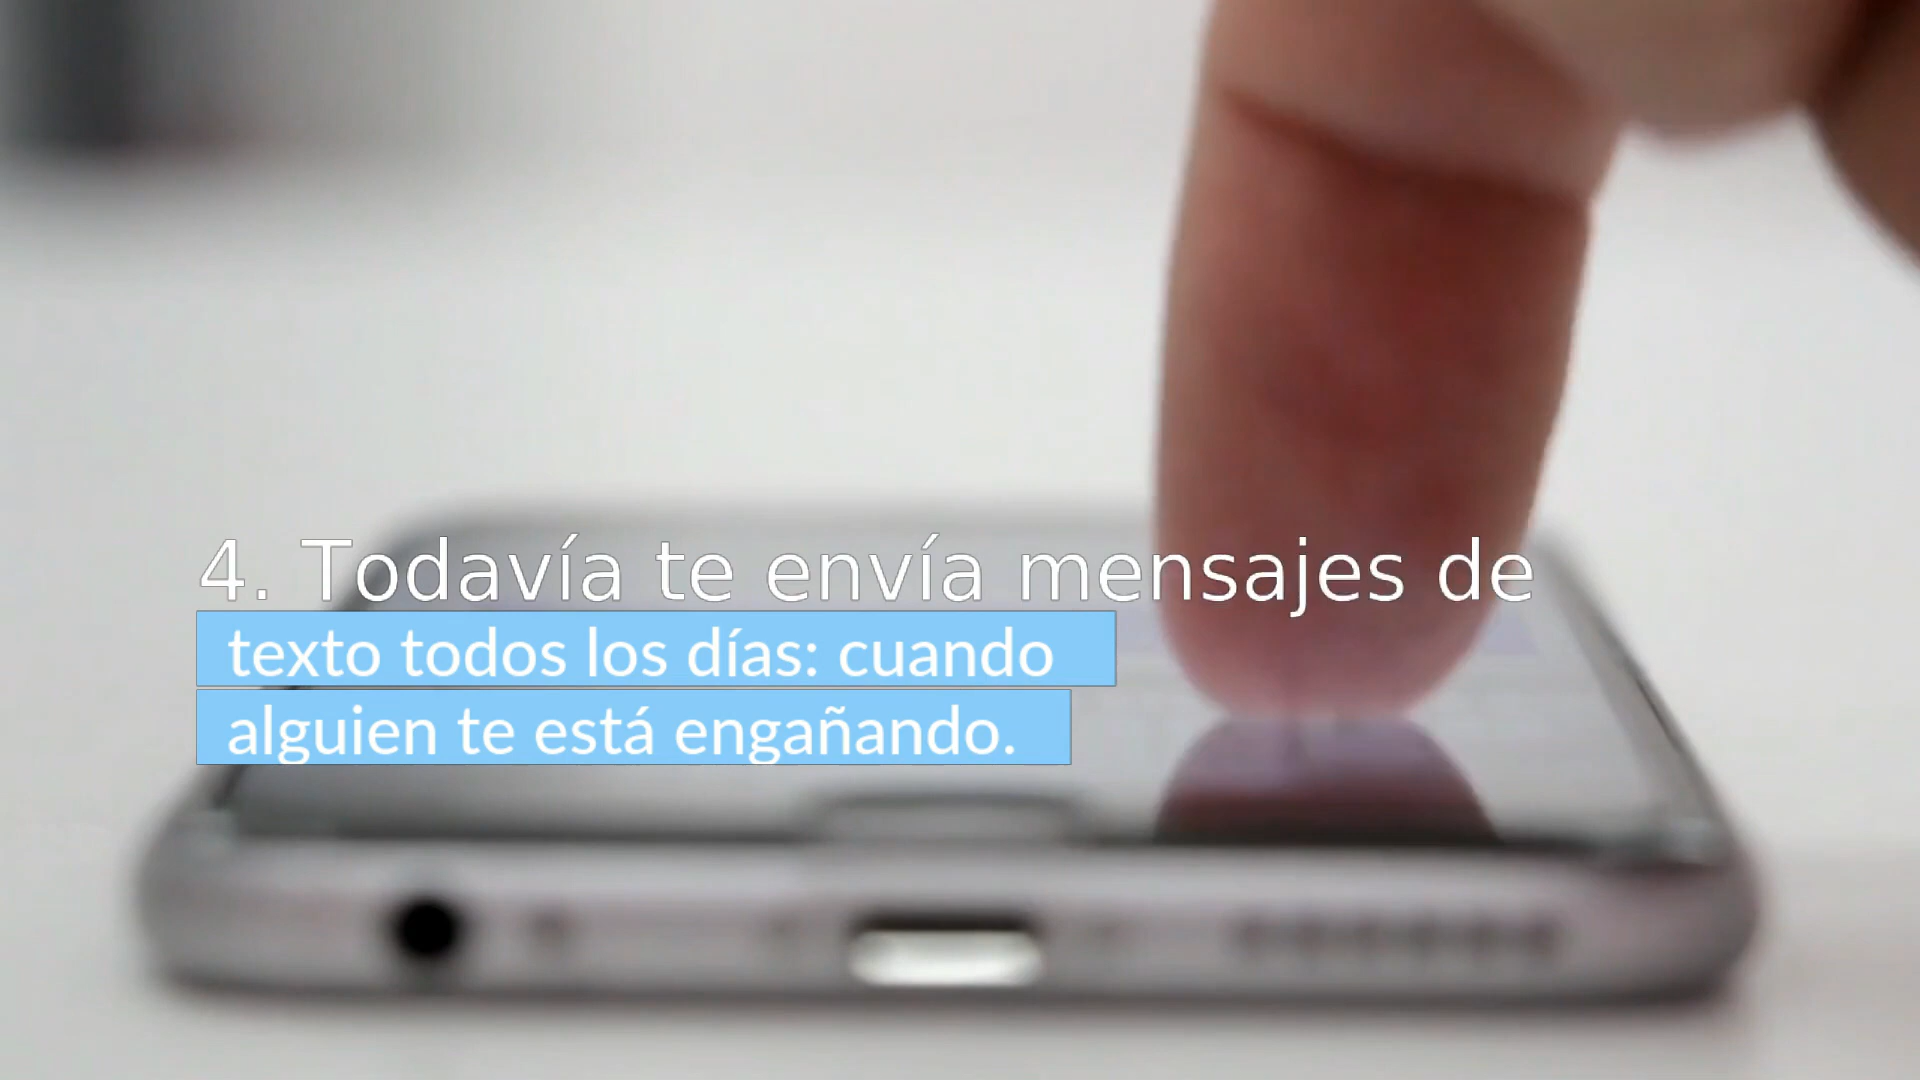 4. Todavía te envía mensajes de
texto todos los días: cuando
alguien te está engañando.